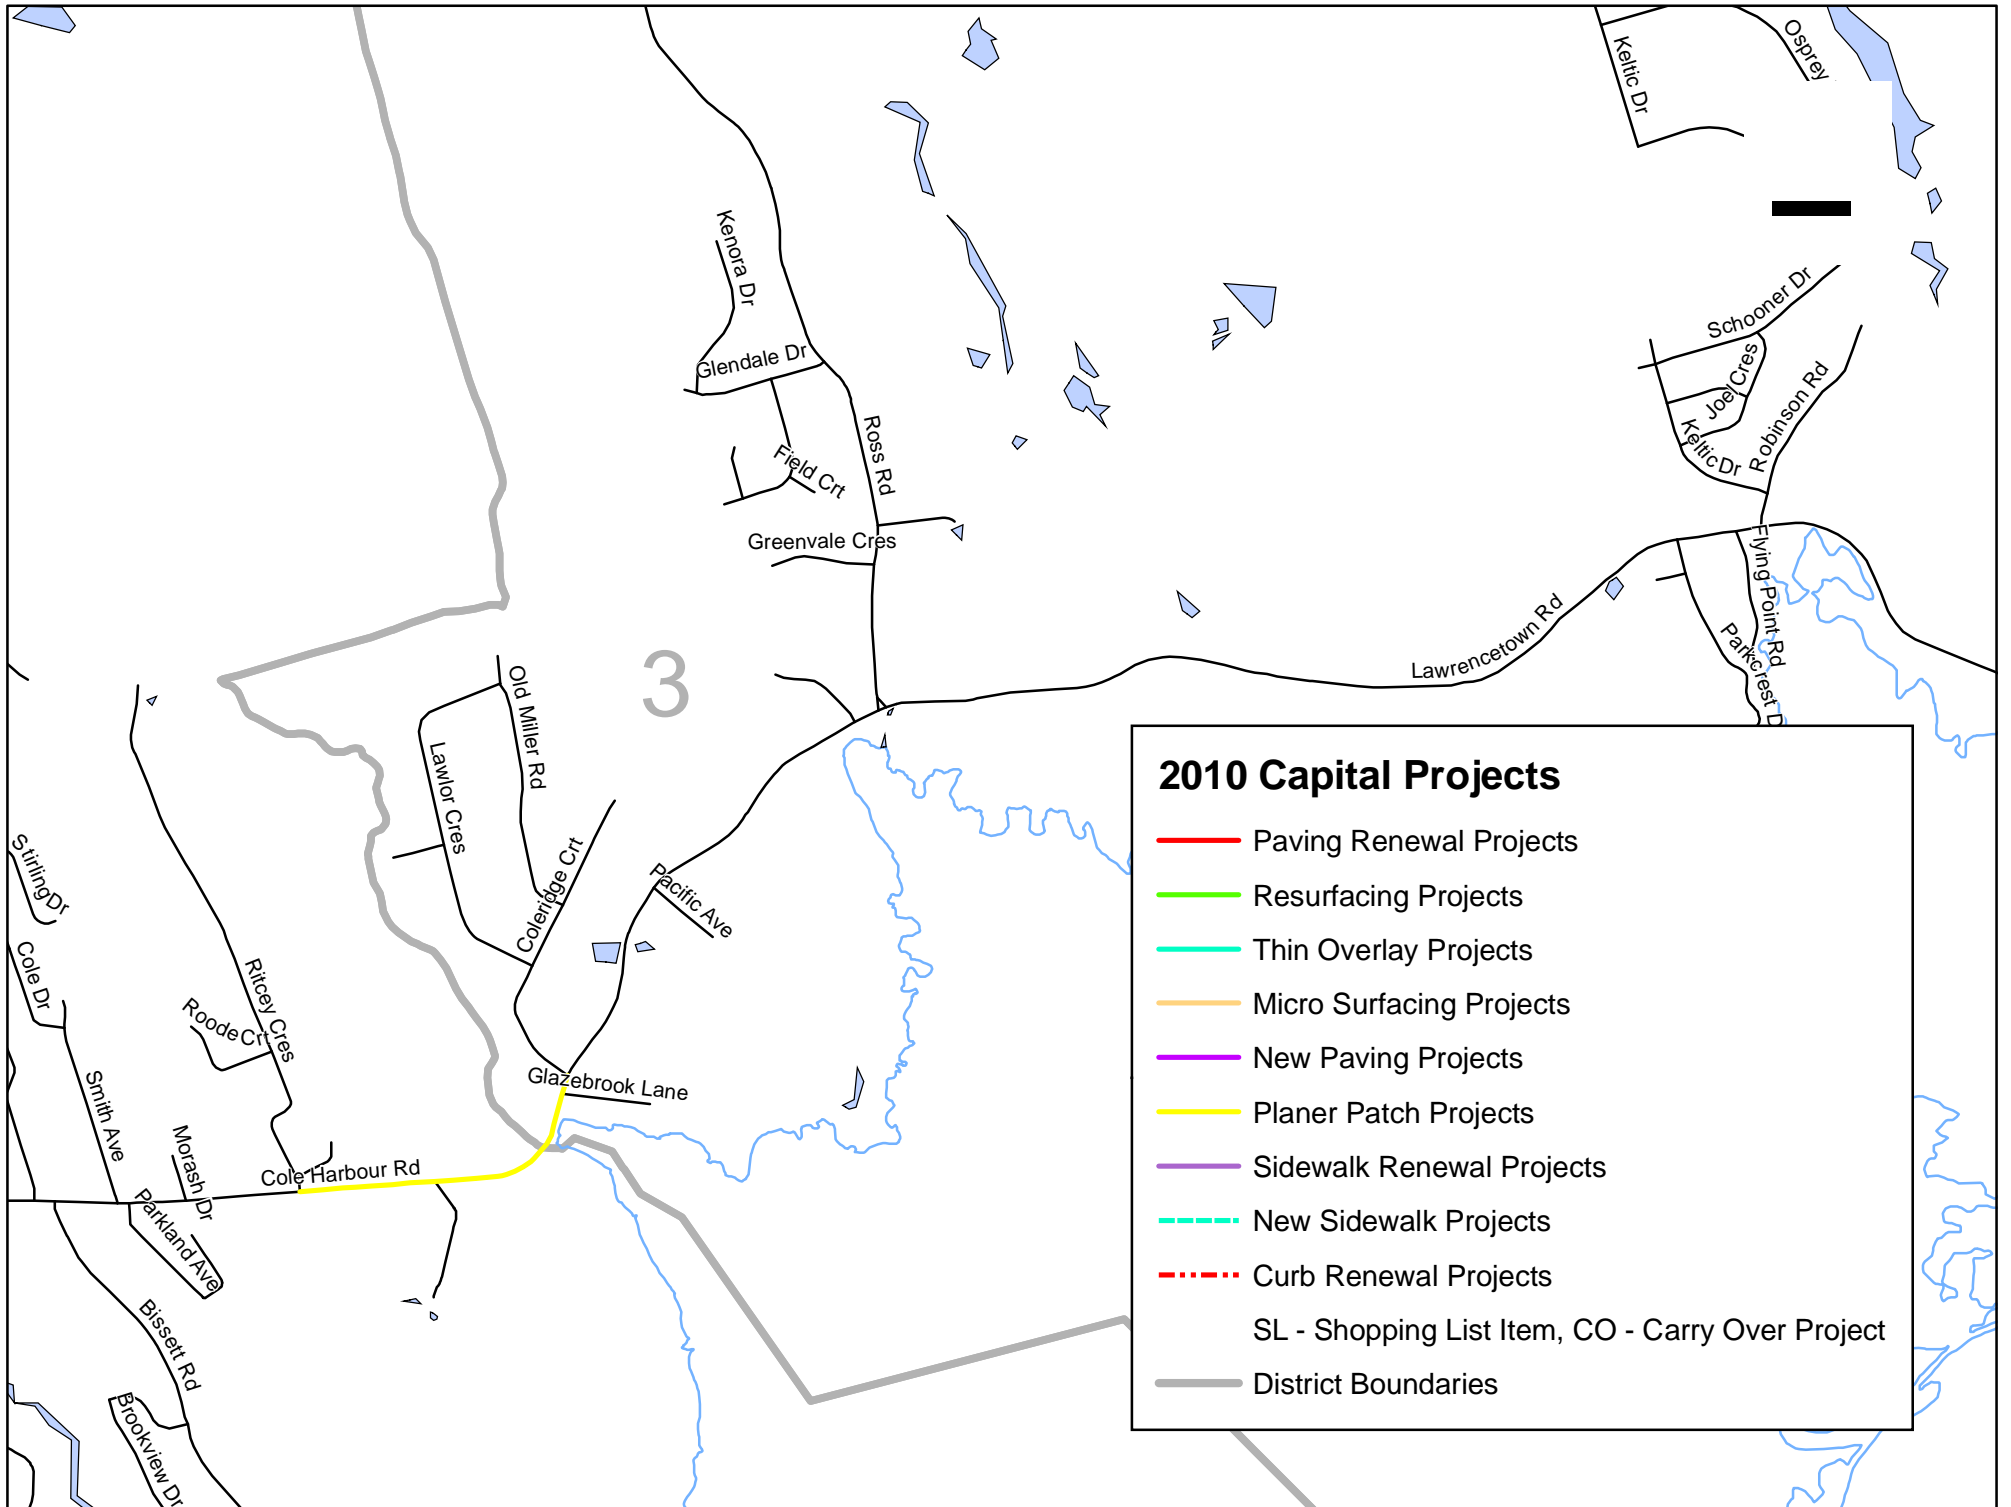 Osprey
Keltic Dr
Kenora Dr
Schooner Dr
Glendale Dr
Joel Cres
Robinson Rd
Ross Rd
Field Crt
Keltic Dr
Greenvale Cres
Flying Point Rd
Lawrencetown Rd
Parkcrest D
3
Old Miller Rd
Lawlor Cres
Coleridge Crt
Pacific Ave
Stirling Dr
Cole Dr
Ritcey Cres
Roode Crt
Glazebrook Lane
Smith Ave
Morash Dr
Cole Harbour Rd
Parkland Ave
Bissett Rd
Brookview Dr
2010 Capital Projects
Paving Renewal Projects
Resurfacing Projects
Thin Overlay Projects
Micro Surfacing Projects
New Paving Projects
Planer Patch Projects
Sidewalk Renewal Projects
New Sidewalk Projects
Curb Renewal Projects
SL - Shopping List Item, CO - Carry Over Project
District Boundaries